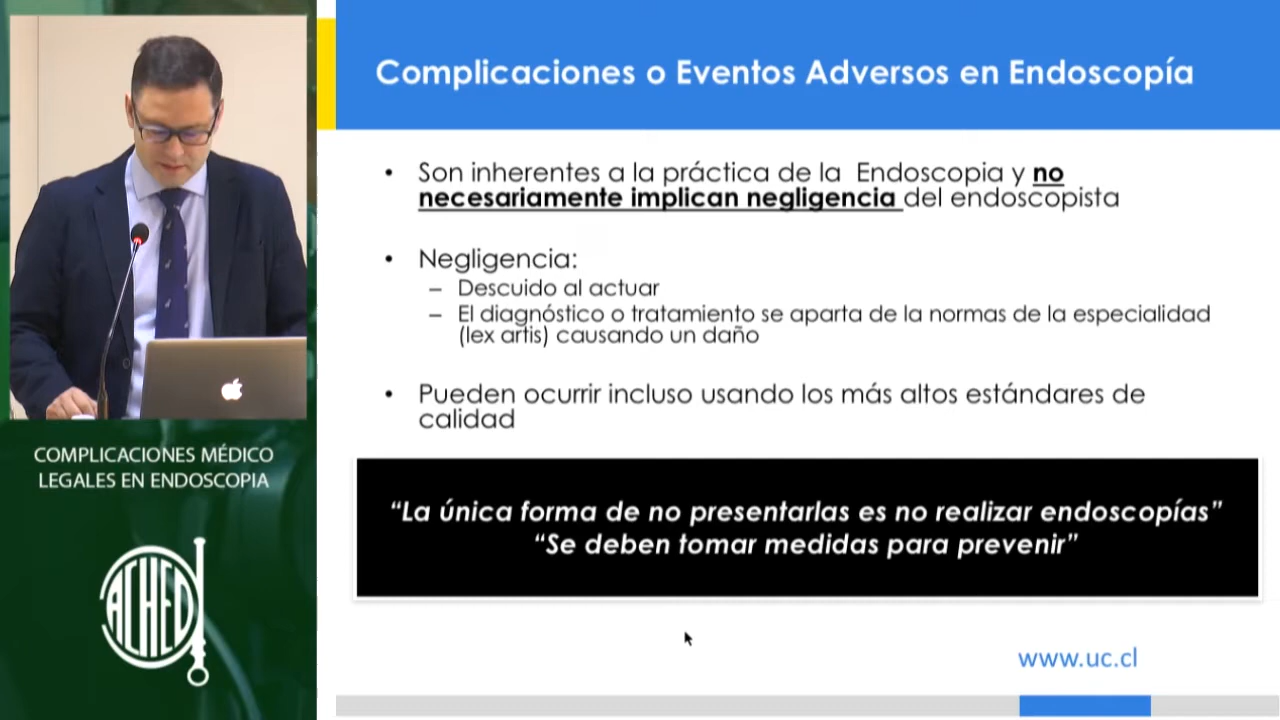 Complicaciones o Eventos Adversos en Endoscopía
• Son inherentes a la práctica de la Endoscopia y no
necesariamente implican negligencia del endoscopista
• Negligencia:
– Descuido al actuar
– El diagnóstico o tratamiento se aparta de la normas de la especialidad
(lex artis) causando un daño
• Pueden ocurrir incluso usando los más altos estándares de
calidad
“La única forma de no presentarlas es no realizar endoscopías”
“Se deben tomar medidas para prevenir”
www.uc.cl
COMPLICACIONES MÉDICO
LEGALES EN ENDOSCOPIA
ACHED